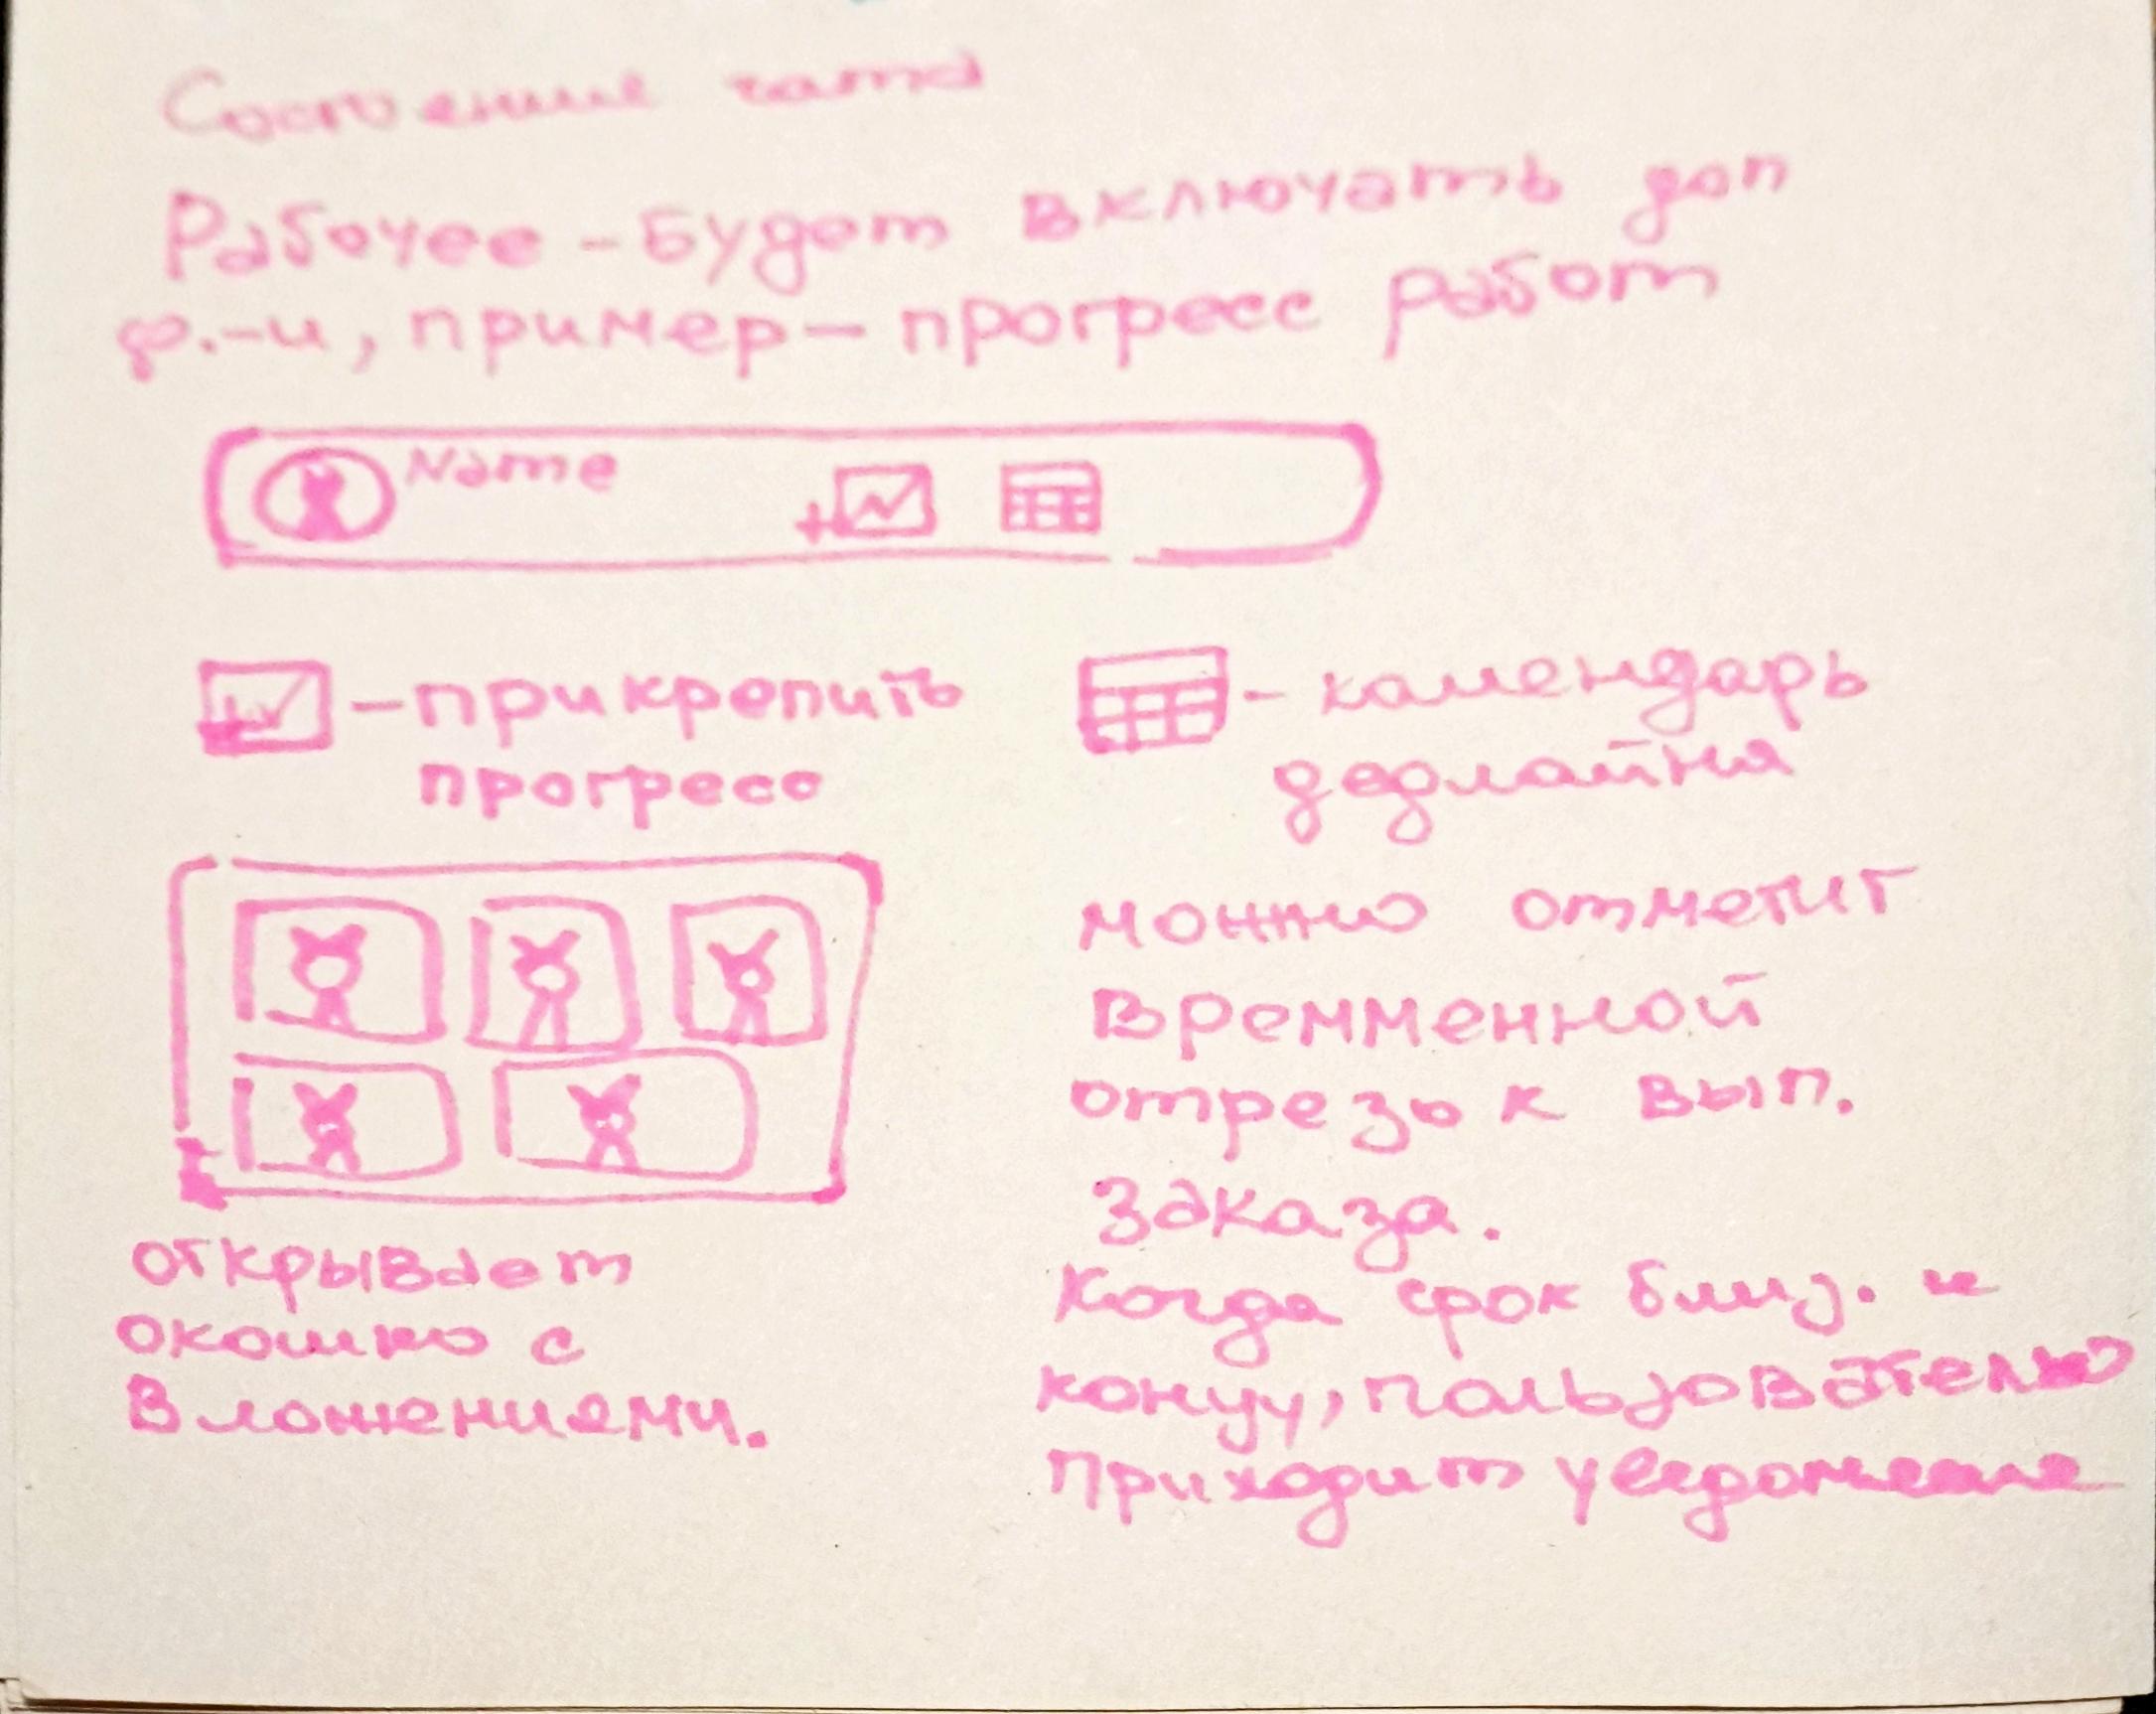 Состоение чата
Рабочее - Будет включать доп
ф.-и, пример - прогресс работ
Name
- прикрепить
прогресс
- календарь
дедлайна
можно отметит
Временной
отрезок вып.
Заказа.
Когда срок близ. к
концу, пользователю
Приходит уведомление
открывает
окошко с
Вложениями.